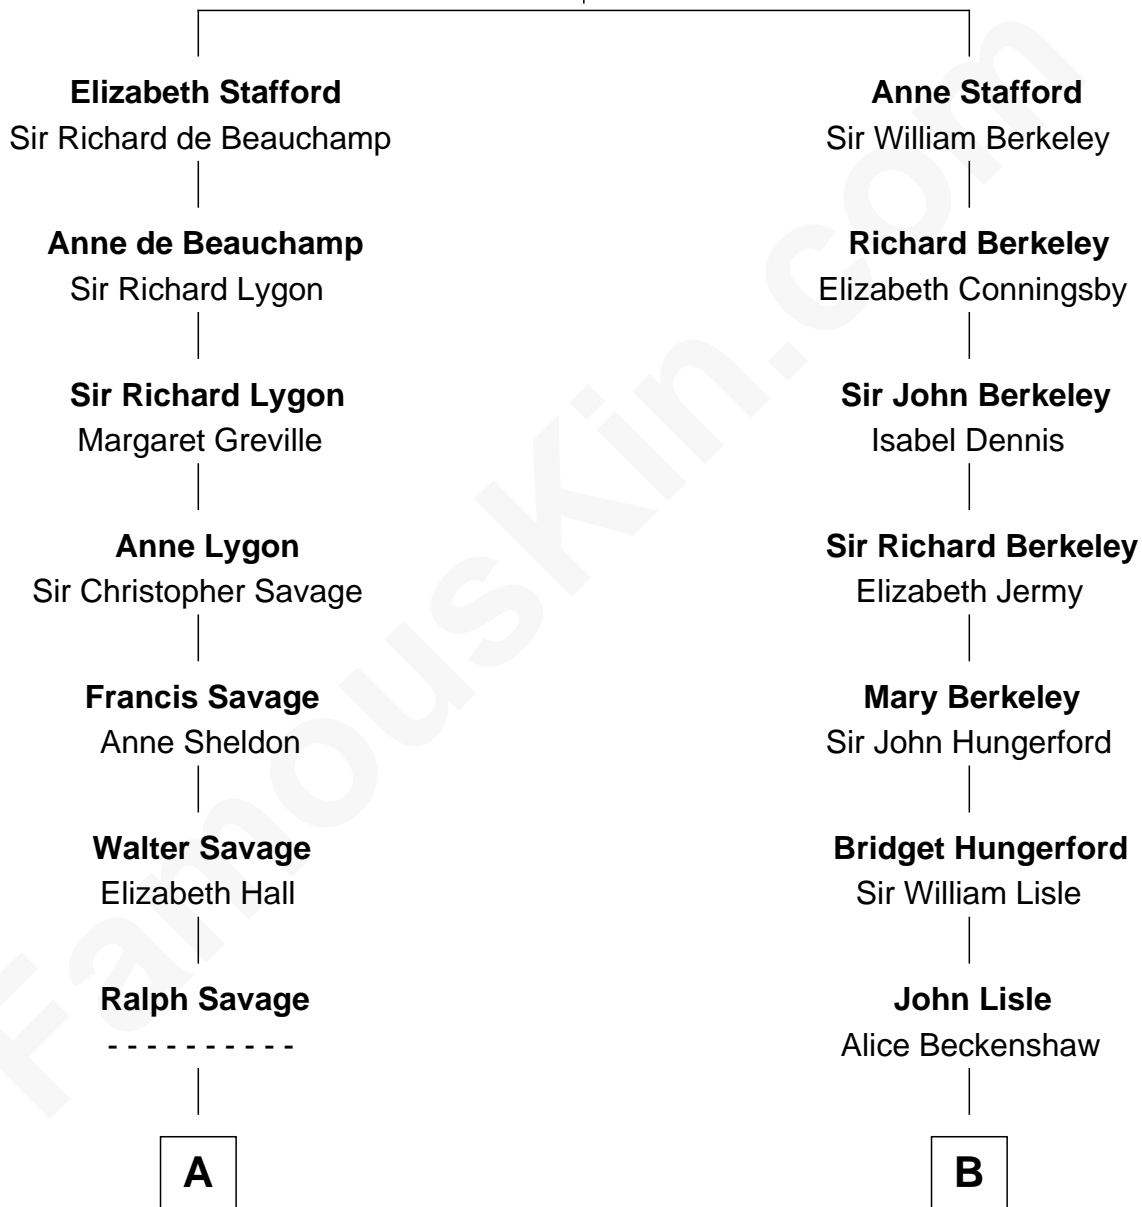 Elizabeth Stafford
Sir Richard de Beauchamp
Anne de Beauchamp
Sir Richard Lygon
Sir Richard Lygon
Margaret Greville
Anne Lygon
Sir Christopher Savage
Francis Savage
Anne Sheldon
Walter Savage
Elizabeth Hall
Ralph Savage
- - - - - - - - - -
A
Anne Stafford
Sir William Berkeley
Richard Berkeley
Elizabeth Conningsby
Sir John Berkeley
Isabel Dennis
Sir Richard Berkeley
Elizabeth Jermy
Mary Berkeley
Sir John Hungerford
Bridget Hungerford
Sir William Lisle
John Lisle
Alice Beckenshaw
B
FamousKin.com